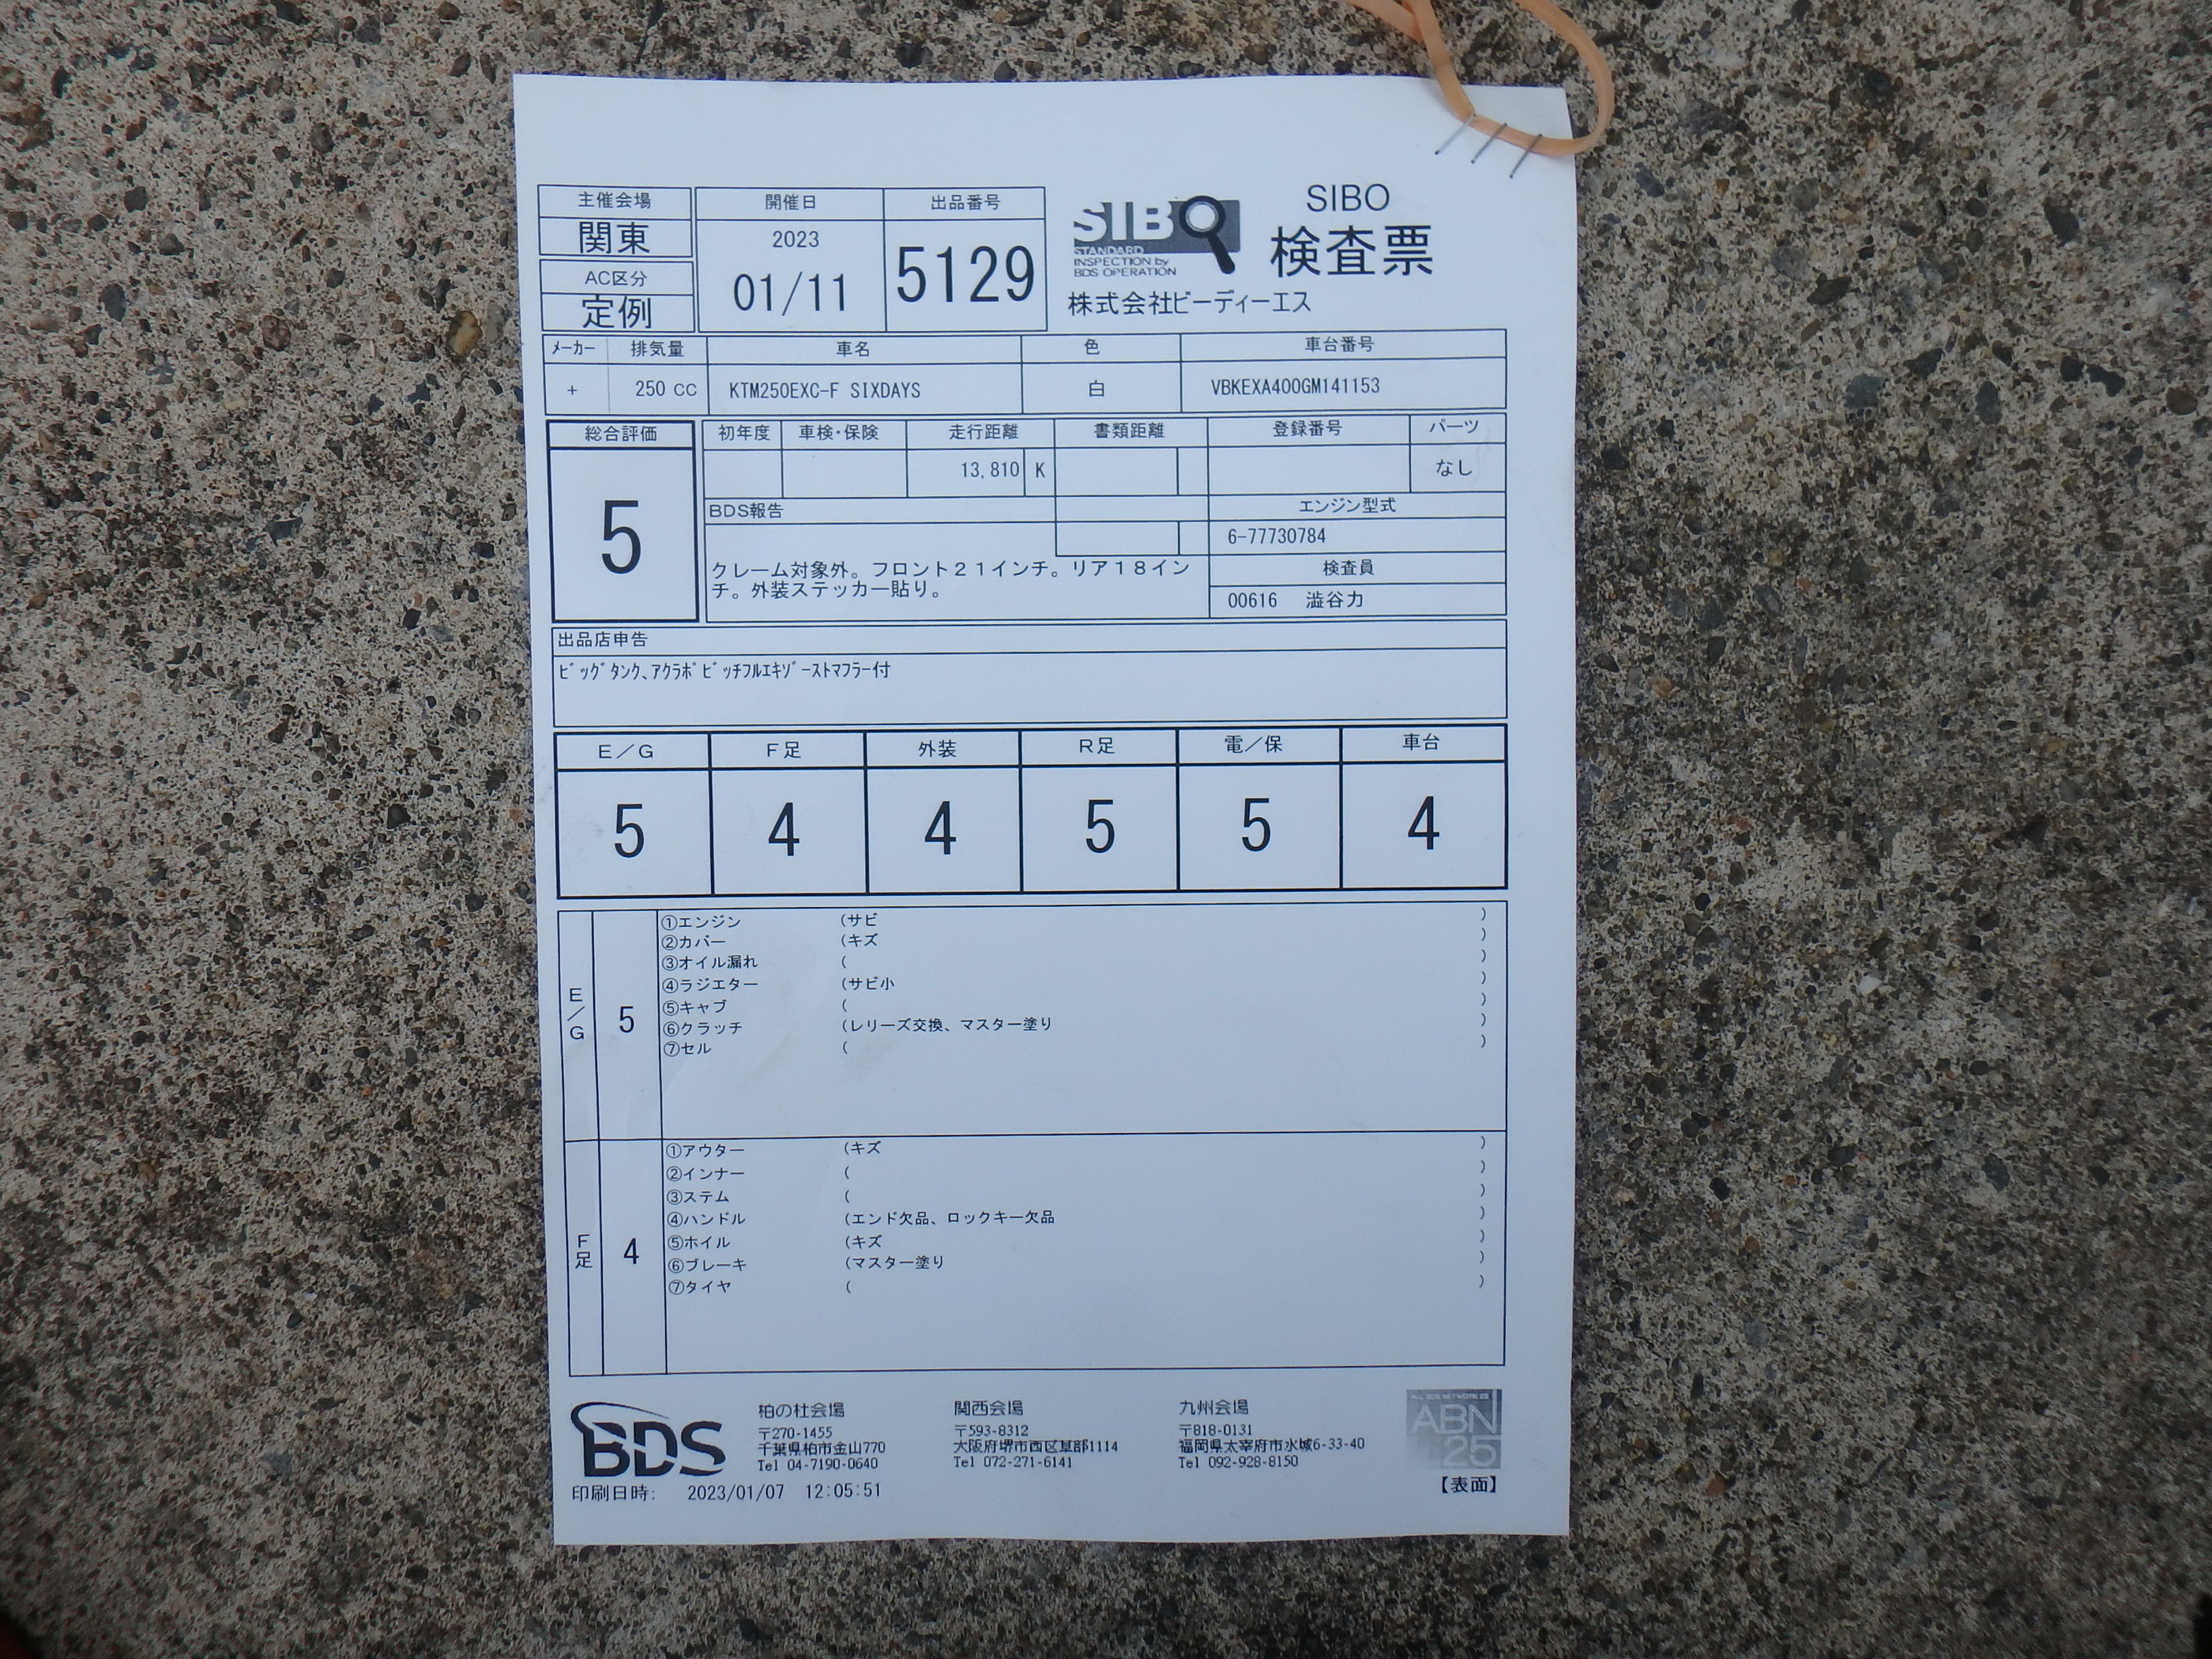 主催会場 開催日 出品番号
関東 2023 01/11 5129
AC区分
定例
SIBO
STANDARD
INSPECTION by
BDS OPERATION
SIBO
検査票
株式会社ビーディーエス
ﾒｰｶｰ 排気量 車名 色 車台番号
+ 250 CC KTM250EXC-F SIXDAYS 白 VBKEXA400GM141153
総合評価 初年度 車検・保険 走行距離 書類距離 登録番号 パーツ
5 13,810 K なし
BDS報告 エンジン型式
6-77730784
クレーム対象外。フロント21インチ。リア18イン
チ。外装ステッカー貼り。
検査員
00616 澁谷力
出品店申告
ﾋﾞｯｸﾞﾀﾝｸ、ｱｸﾗﾎﾟﾋﾞｯﾁﾌﾙｴｷｿﾞｰｽﾄﾏﾌﾗｰ付
E/G F足 外装 R足 電/保 車台
5 4 4 5 5 4
E/G 5
①エンジン (サビ )
②カバー (キズ )
③オイル漏れ ( )
④ラジエター (サビ小 )
⑤キャブ ( )
⑥クラッチ (レリーズ交換、マスター塗り )
⑦セル ( )
F足 4
①アウター (キズ )
②インナー ( )
③ステム ( )
④ハンドル (エンド欠品、ロックキー欠品 )
⑤ホイル (キズ )
⑥ブレーキ (マスター塗り )
⑦タイヤ ( )
BDS
柏の杜会場
〒270-1455
千葉県柏市金山770
Tel 04-7190-0640
関西会場
〒593-8312
大阪府堺市西区草部1114
Tel 072-271-6141
九州会場
〒818-0131
福岡県太宰府市水城6-33-40
Tel 092-928-8150
ALL BDS NETWORK 25
ABN
25
印刷日時: 2023/01/07 12:05:51
【表面】